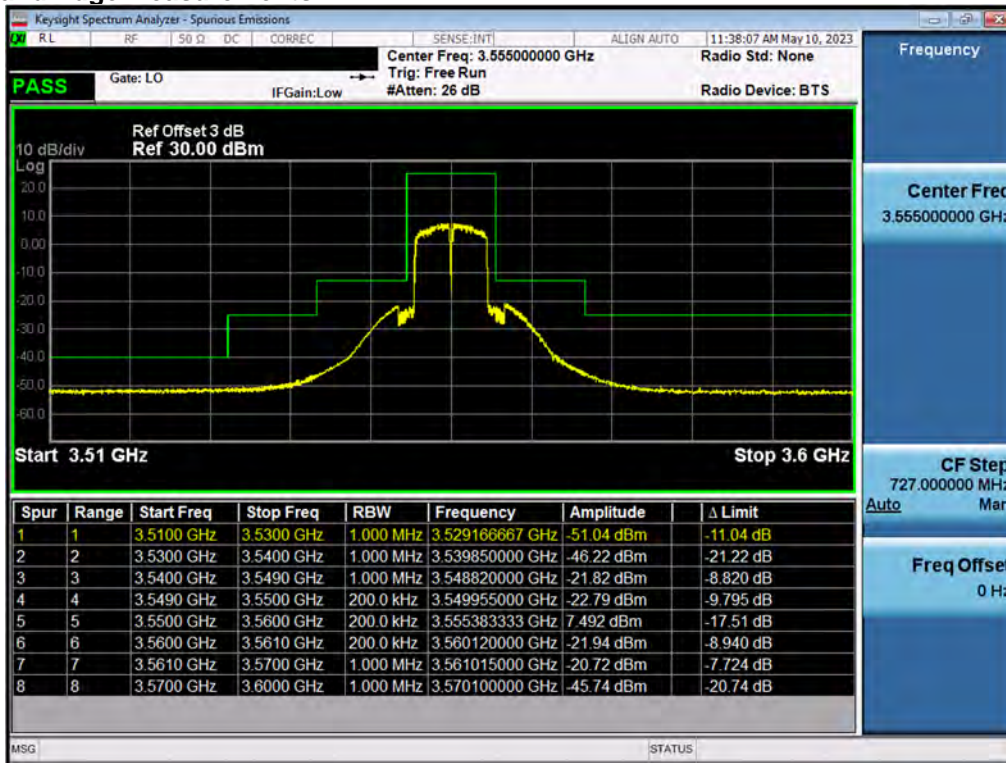 Keysight Spectrum Analyzer - Spurious Emissions
RL RF 50 Ω DC CORREC SENSE:INT ALIGN AUTO 11:38:07 AM May 10, 2023
Center Freq: 3.555000000 GHz Radio Std: None
Frequency
PASS Gate: LO Trig: Free Run
IFGain:Low #Atten: 26 dB Radio Device: BTS
Ref Offset 3 dB
10 dB/div Ref 30.00 dBm
Log
20.0
10.0
0.00
-10.0
-20.0
-30.0
-40.0
-50.0
-60.0
Start 3.51 GHz Stop 3.6 GHz
Center Freq
3.555000000 GHz
CF Step
727.000000 MHz
Auto Man
Freq Offset
0 Hz
Spur Range Start Freq Stop Freq RBW Frequency Amplitude Δ Limit
1 1 3.5100 GHz 3.5300 GHz 1.000 MHz 3.529166667 GHz -51.04 dBm -11.04 dB
2 2 3.5300 GHz 3.5400 GHz 1.000 MHz 3.539850000 GHz -46.22 dBm -21.22 dB
3 3 3.5400 GHz 3.5490 GHz 1.000 MHz 3.548820000 GHz -21.82 dBm -8.820 dB
4 4 3.5490 GHz 3.5500 GHz 200.0 kHz 3.549955000 GHz -22.79 dBm -9.795 dB
5 5 3.5500 GHz 3.5600 GHz 200.0 kHz 3.555383333 GHz 7.492 dBm -17.51 dB
6 6 3.5600 GHz 3.5610 GHz 200.0 kHz 3.560120000 GHz -21.94 dBm -8.940 dB
7 7 3.5610 GHz 3.5700 GHz 1.000 MHz 3.561015000 GHz -20.72 dBm -7.724 dB
8 8 3.5700 GHz 3.6000 GHz 1.000 MHz 3.570100000 GHz -45.74 dBm -20.74 dB
MSG STATUS